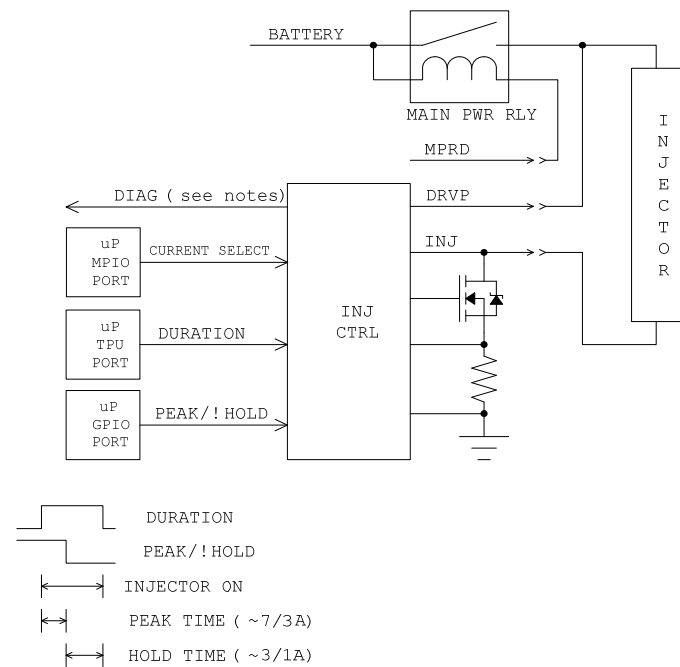 BATTERY
MAIN PWR RLY
MPRD
DIAG ( see notes)
DRVP
INJ
uP
MPIO
PORT
CURRENT SELECT
INJ
CTRL
uP
TPU
PORT
DURATION
uP
GPIO
PORT
PEAK/!HOLD
INJECTOR
DURATION
PEAK/!HOLD
INJECTOR ON
PEAK TIME ( ~7/3A)
HOLD TIME ( ~3/1A)